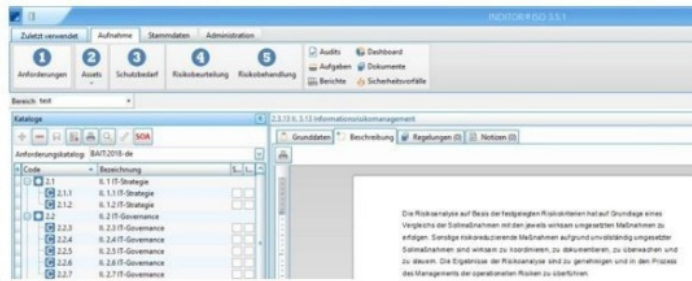 INDITOR® ISO 3.5.1
Zuletzt verwendet Aufnahme Stammdaten Administration
1 2 3 4 5
Anforderungen Assets Schutzbedarf Risikobeurteilung Risikobehandlung
Audits Dashboard
Aufgaben Dokumente
Berichte Sicherheitsvorfälle
Bereich test
Kataloge
SOA
Anforderungskatalog: BAIT:2018-de
Code Bezeichnung S... I...
2.1 II. 1 IT-Strategie
2.1.1 II. 1.1 IT-Strategie
2.1.2 II. 1.2 IT-Strategie
2.2 II. 2 IT-Governance
2.2.3 II. 2.3 IT-Governance
2.2.4 II. 2.4 IT-Governance
2.2.5 II. 2.5 IT-Governance
2.2.6 II. 2.6 IT-Governance
2.2.7 II. 2.7 IT-Governance
2.3.13 II. 3.13 Informationsrisikomanagement
Grunddaten Beschreibung Regelungen (0) Notizen (0)
Die Risikoanalyse auf Basis der festgelegten Risikokriterien hat auf Grundlage eines
Vergleichs der Sollmaßnahmen mit den jeweils wirksam umgesetzten Maßnahmen zu
erfolgen. Sonstige risikoreduzierende Maßnahmen aufgrund unvollständig umgesetzter
Sollmaßnahmen sind wirksam zu koordinieren, zu dokumentieren, zu überwachen und
zu steuern. Die Ergebnisse der Risikoanalyse sind zu genehmigen und in den Prozess
des Managements der operationellen Risiken zu überführen.